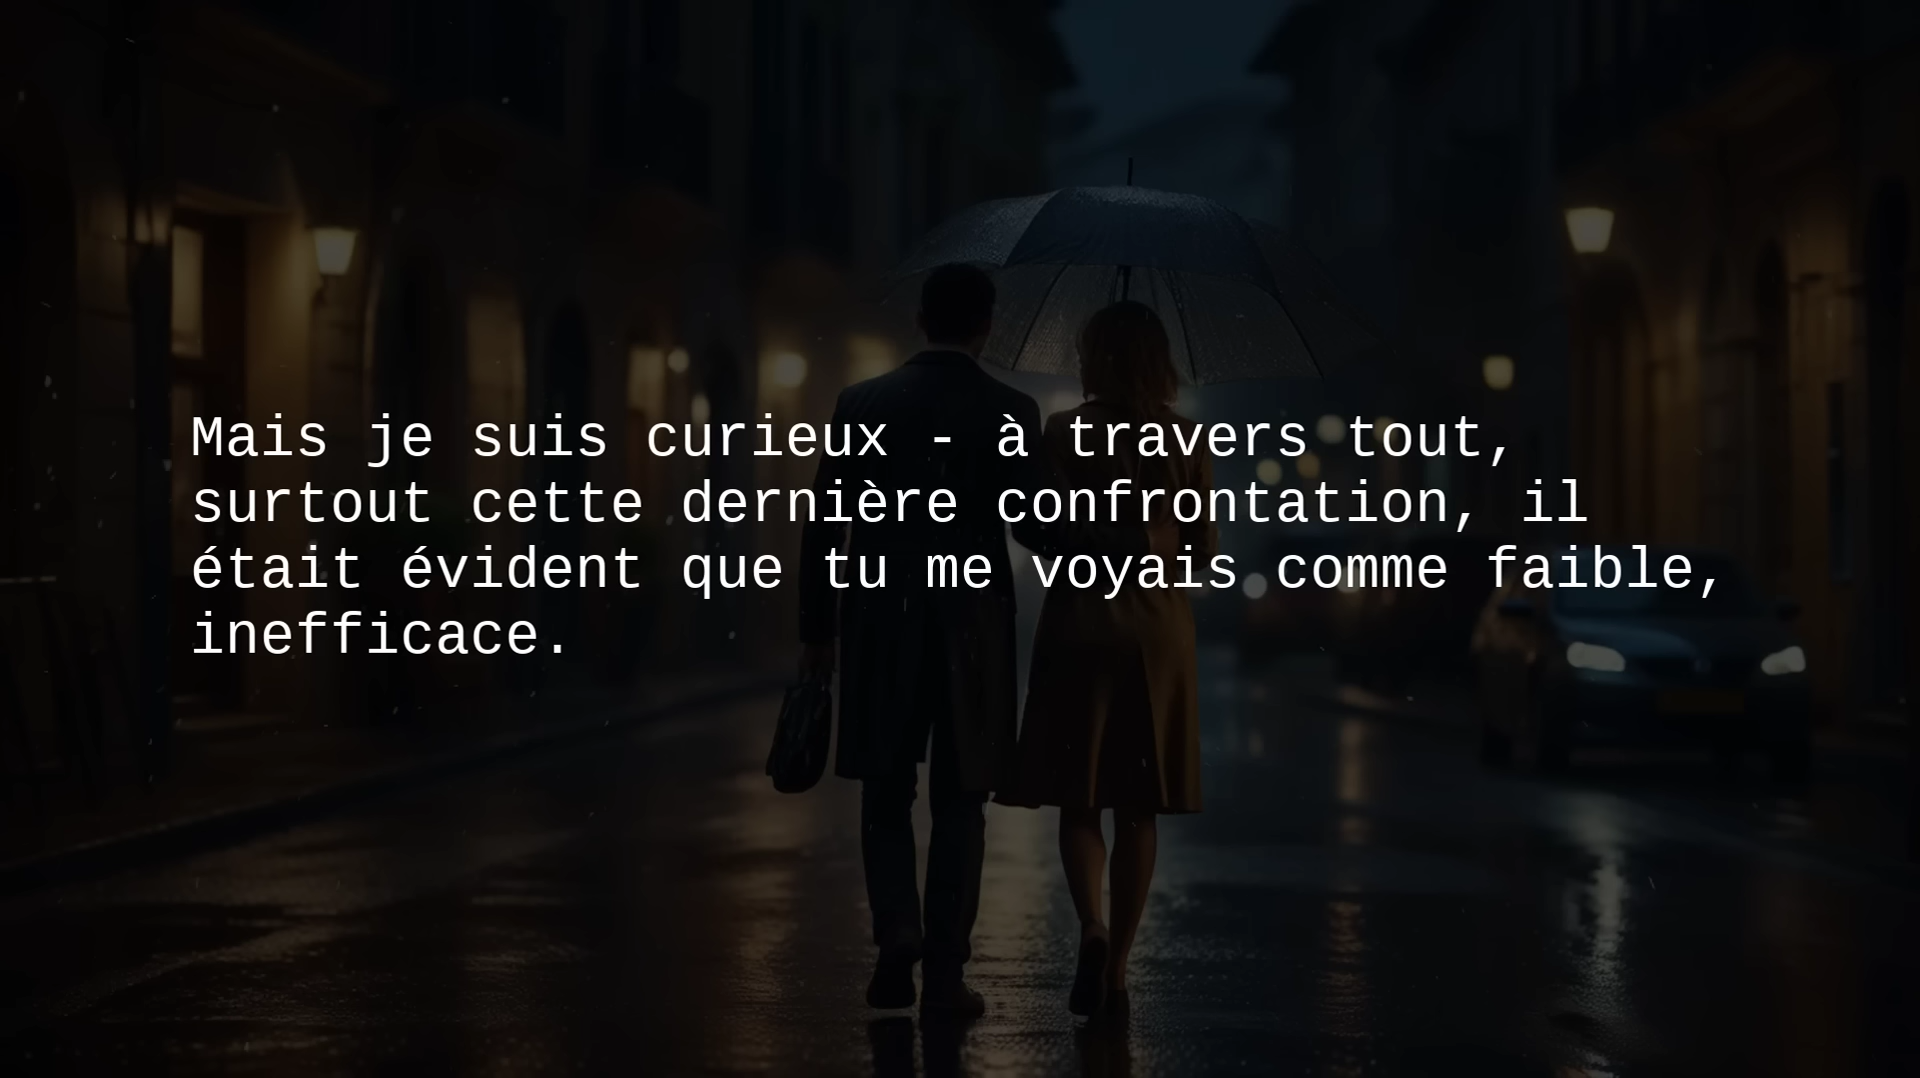 Mais je suis curieux - à travers tout,
surtout cette dernière confrontation, il
était évident que tu me voyais comme faible,
inefficace.